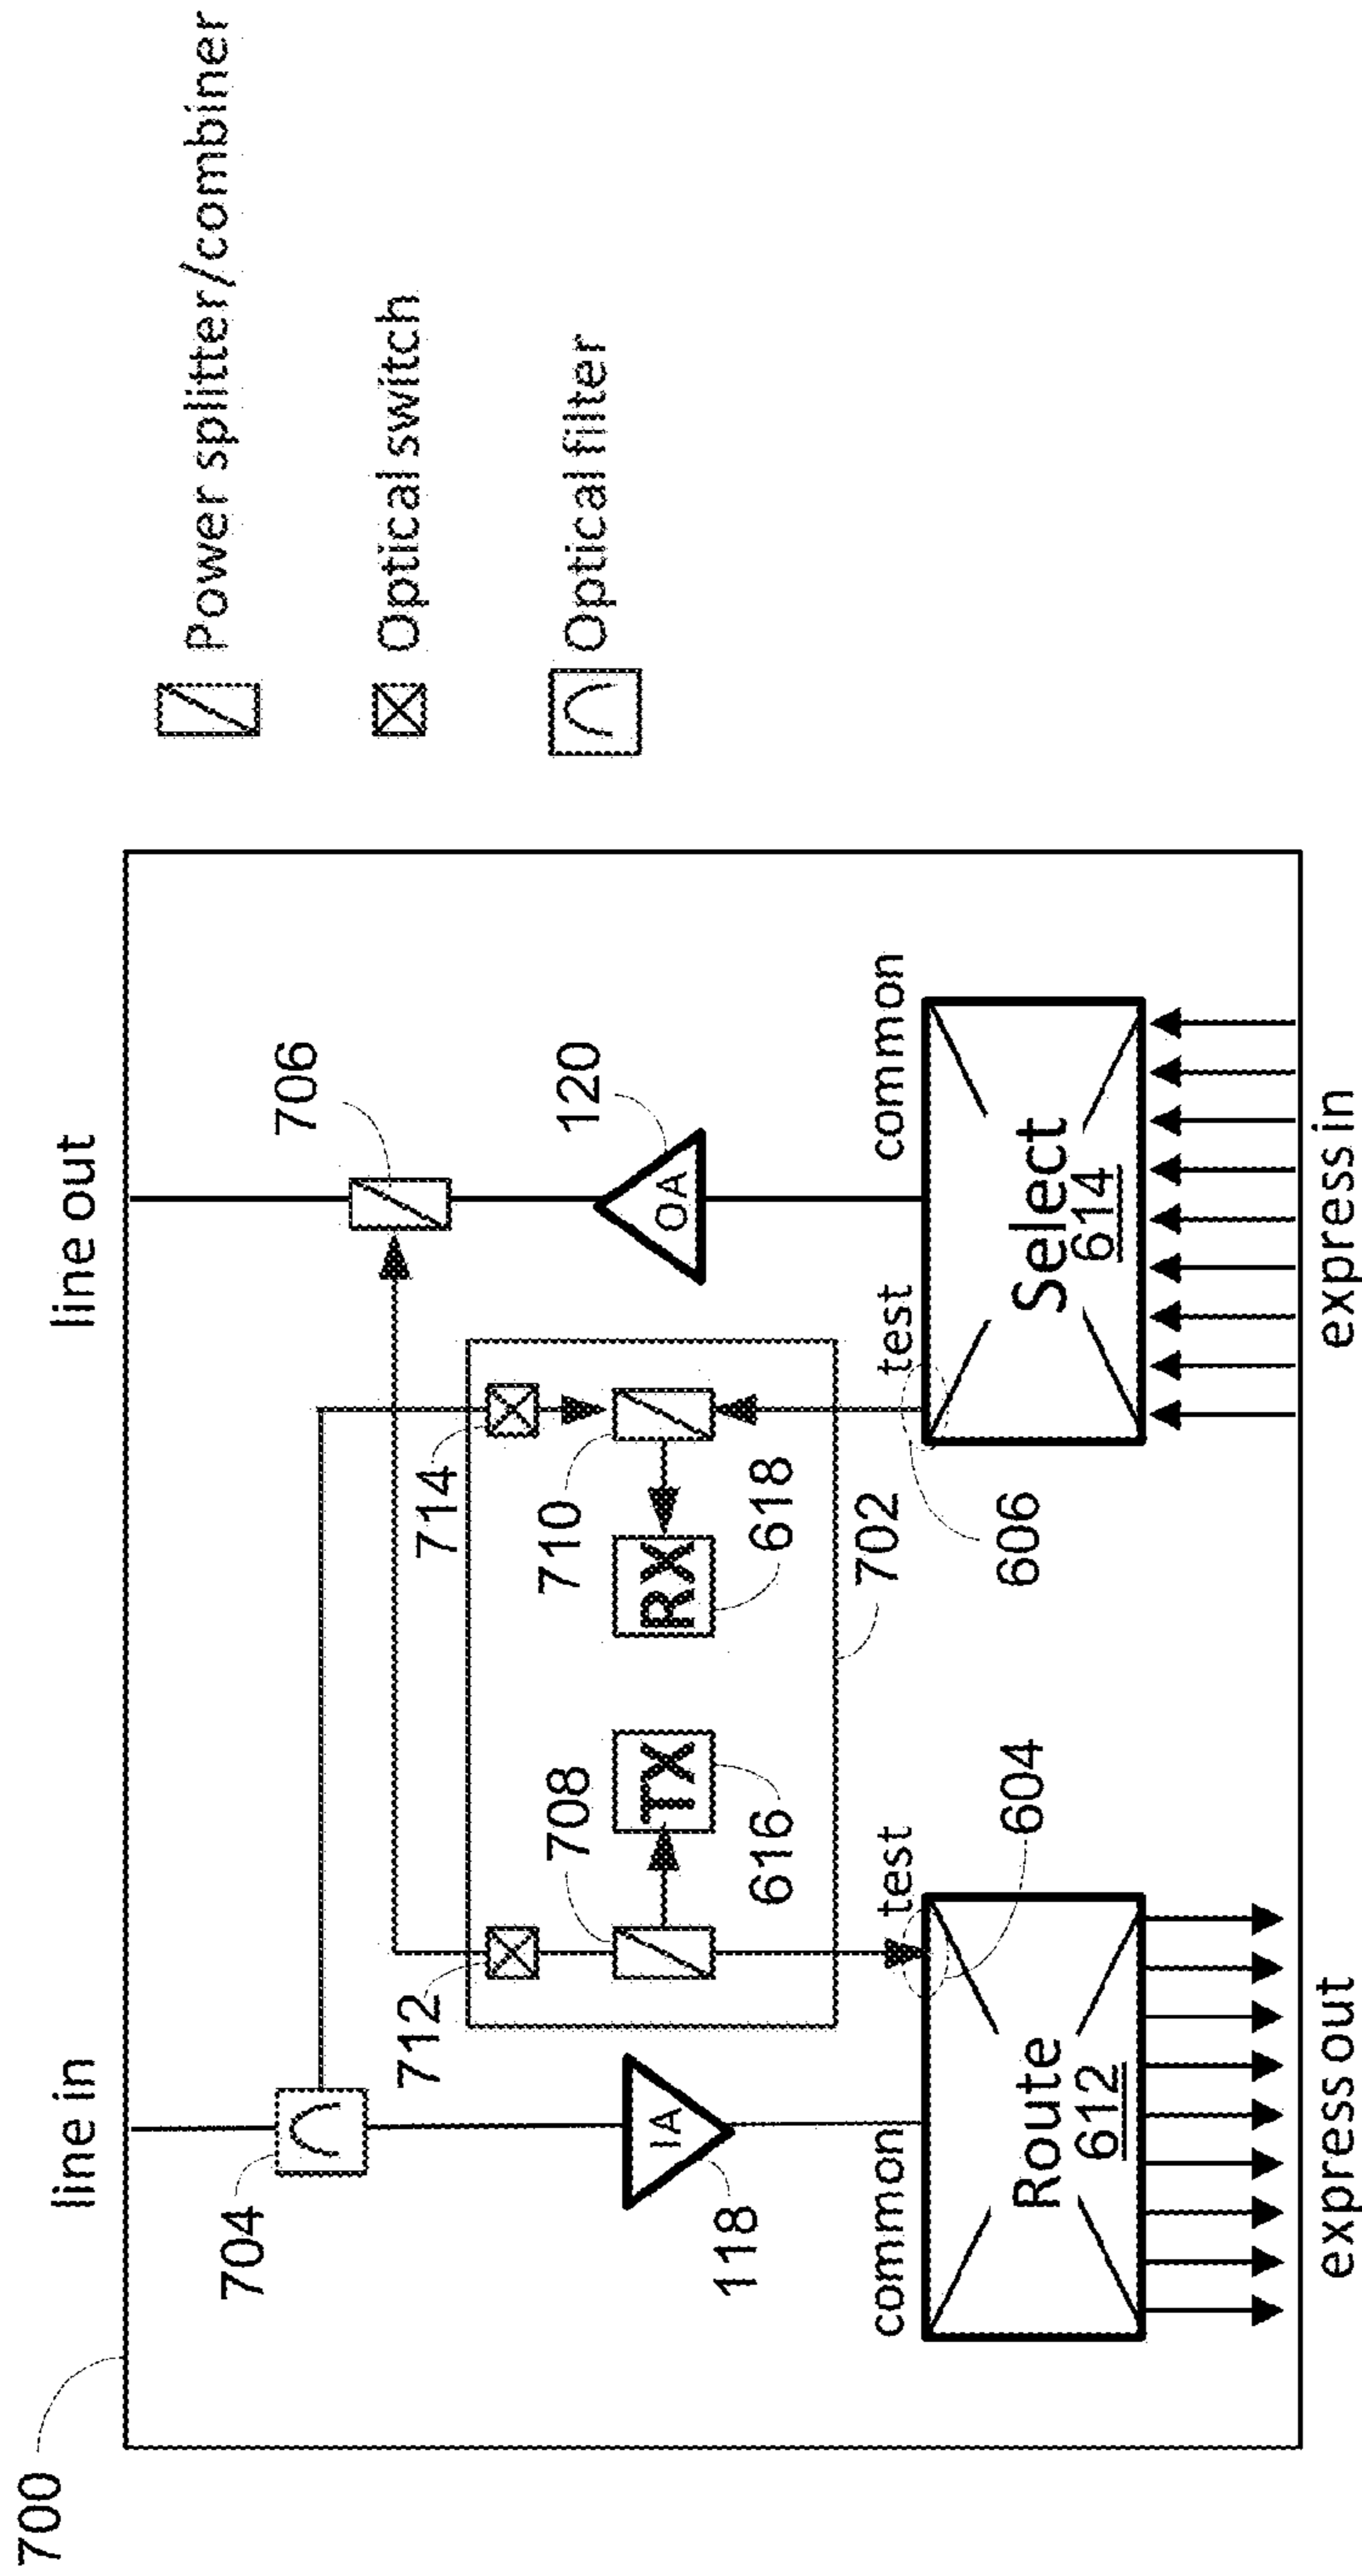 700
line in
line out
704
706
712
714
708
710
TX
RX
616
618
IA
118
OA
120
702
common
test
test
common
604
606
Route
612
Select
614
express out
express in
Power splitter/combiner
Optical switch
Optical filter